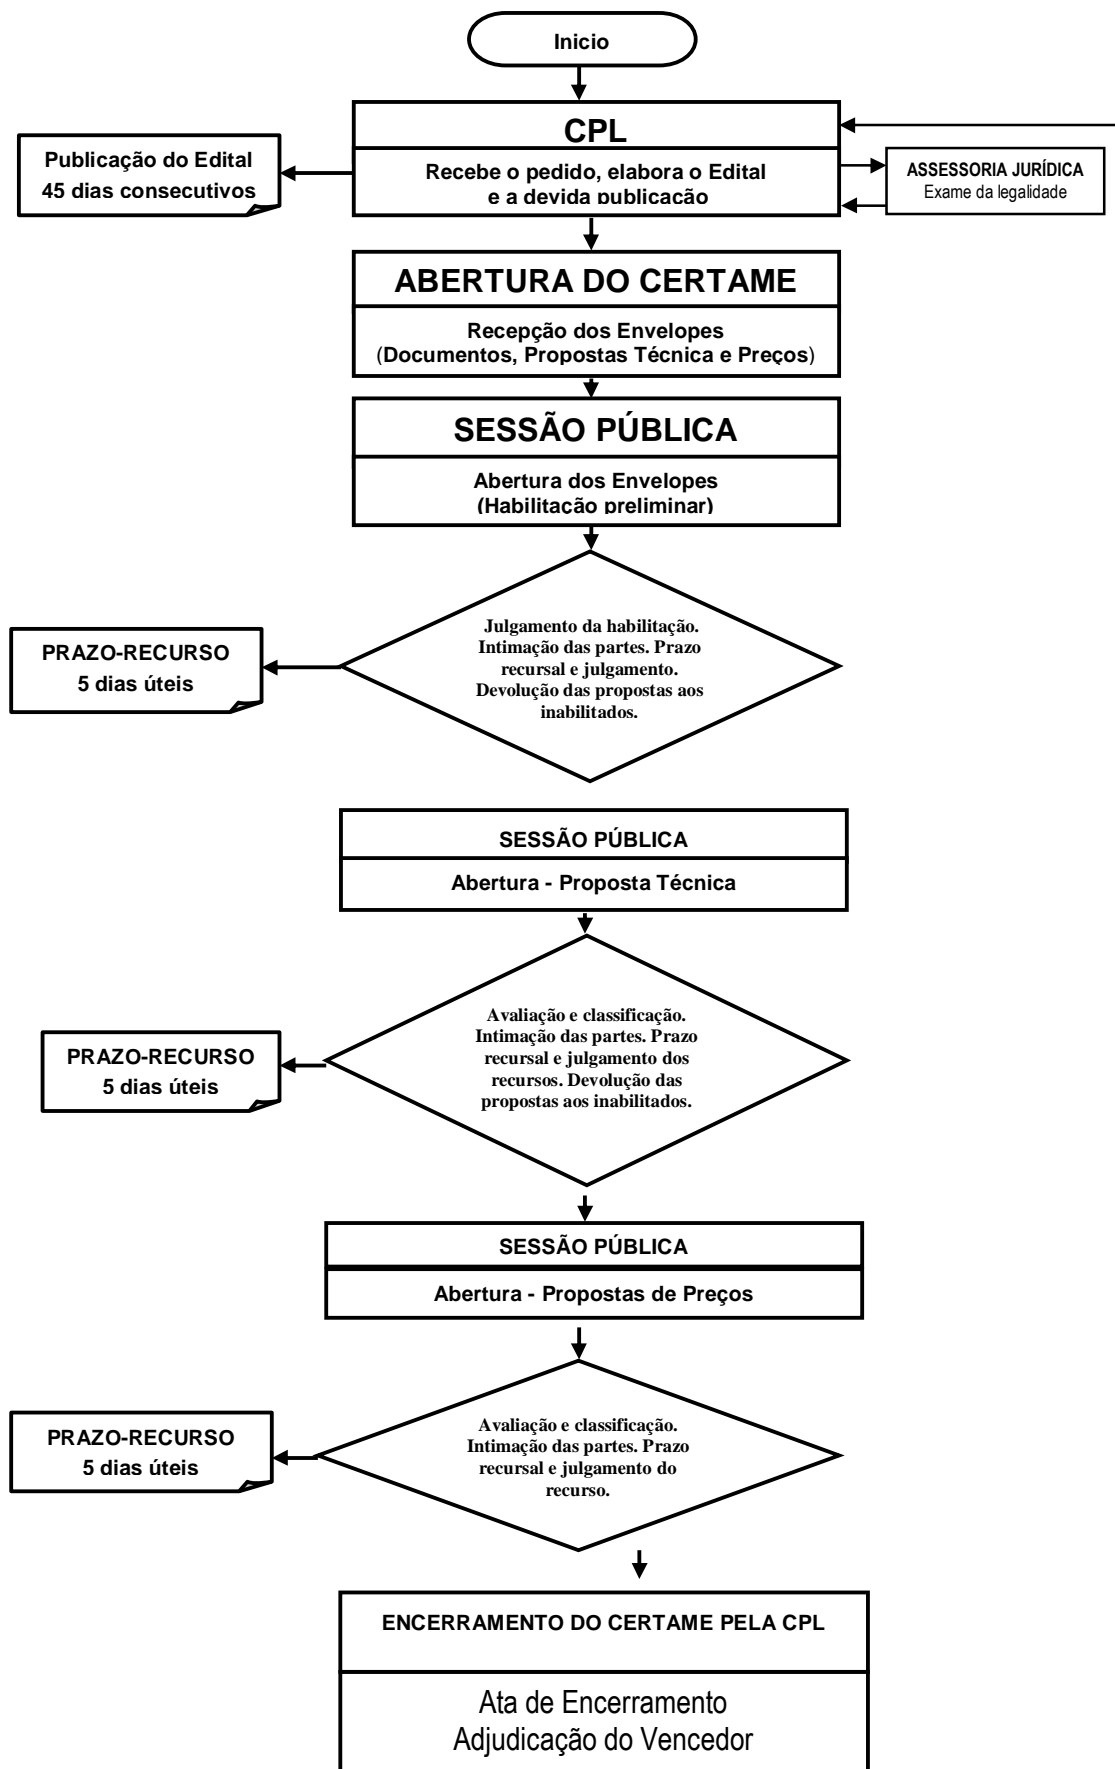 Inicio
CPL
Recebe o pedido, elabora o Edital
e a devida publicação
Publicação do Edital
45 dias consecutivos
ASSESSORIA JURÍDICA
Exame da legalidade
ABERTURA DO CERTAME
Recepção dos Envelopes
(Documentos, Propostas Técnica e Preços)
SESSÃO PÚBLICA
Abertura dos Envelopes
(Habilitação preliminar)
Julgamento da habilitação.
Intimação das partes. Prazo
recursal e julgamento.
Devolução das propostas aos
inabilitados.
PRAZO-RECURSO
5 dias úteis
SESSÃO PÚBLICA
Abertura - Proposta Técnica
Avaliação e classificação.
Intimação das partes. Prazo
recursal e julgamento dos
recursos. Devolução das
propostas aos inabilitados.
PRAZO-RECURSO
5 dias úteis
SESSÃO PÚBLICA
Abertura - Propostas de Preços
Avaliação e classificação.
Intimação das partes. Prazo
recursal e julgamento do
recurso.
PRAZO-RECURSO
5 dias úteis
ENCERRAMENTO DO CERTAME PELA CPL
Ata de Encerramento
Adjudicação do Vencedor